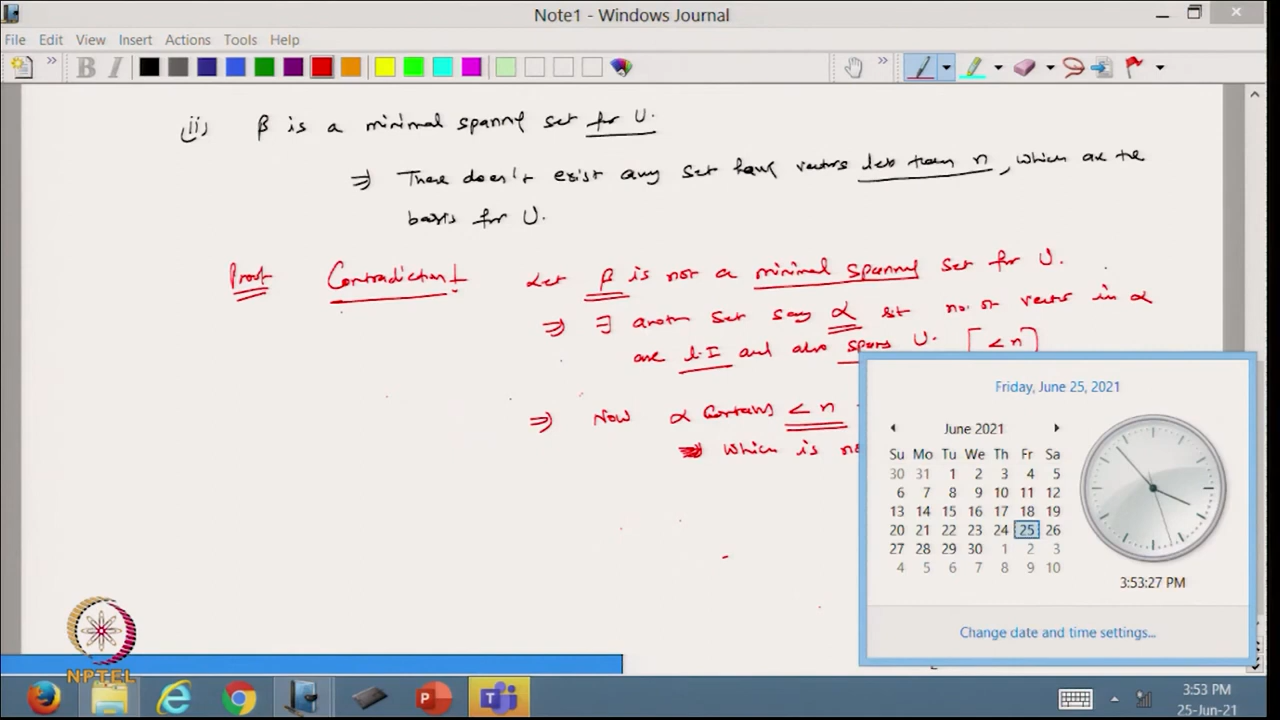 Note1 - Windows Journal
File Edit View Insert Actions Tools Help
(ii) β is a minimal spanng set for U.
⇒ There doesn't exist any set havg vectors less than n, which are the
basis for U.
Proof Contradiction Let β is not a minimal spanng set for U.
⇒ ∃ another set say α s.t no. of vectors in α
are L.I and also spans U. [< n]
⇒ Now α contains < n
⇒ which is no
Friday, June 25, 2021
June 2021
Su Mo Tu We Th Fr Sa
30 31 1 2 3 4 5
6 7 8 9 10 11 12
13 14 15 16 17 18 19
20 21 22 23 24 25 26
27 28 29 30 1 2 3
4 5 6 7 8 9 10
3:53:27 PM
Change date and time settings...
NPTEL
3:53 PM
25-Jun-21